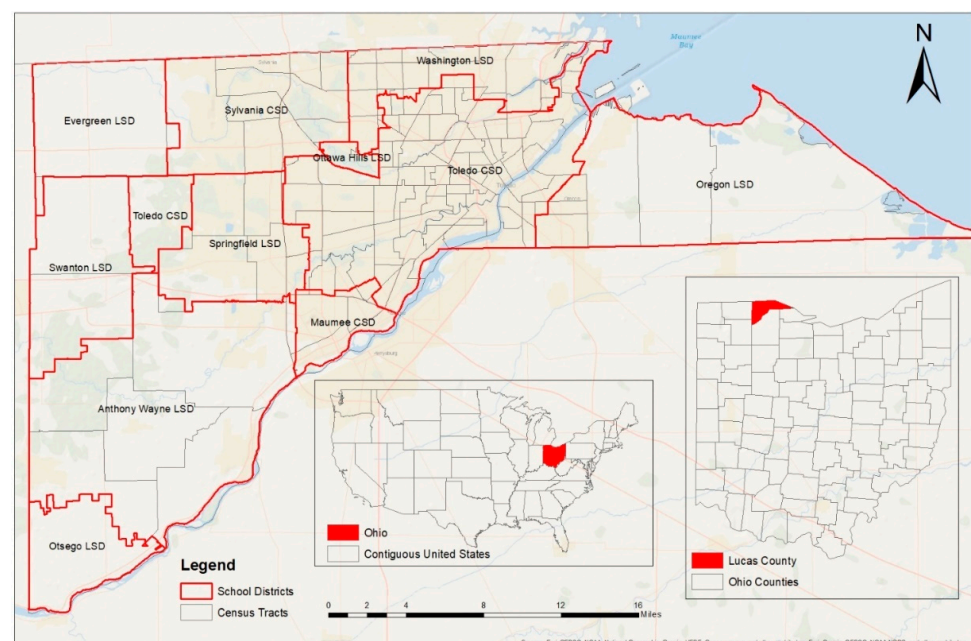 N
Maumee
Bay
Washington LSD
Evergreen LSD
Sylvania CSD
Ottawa Hills LSD
Toledo CSD
Oregon LSD
Toledo CSD
Springfield LSD
Swanton LSD
Maumee CSD
Anthony Wayne LSD
Otsego LSD
Legend
School Districts
Census Tracts
Ohio
Contiguous United States
Lucas County
Ohio Counties
0 2 4 8 12 16
Miles